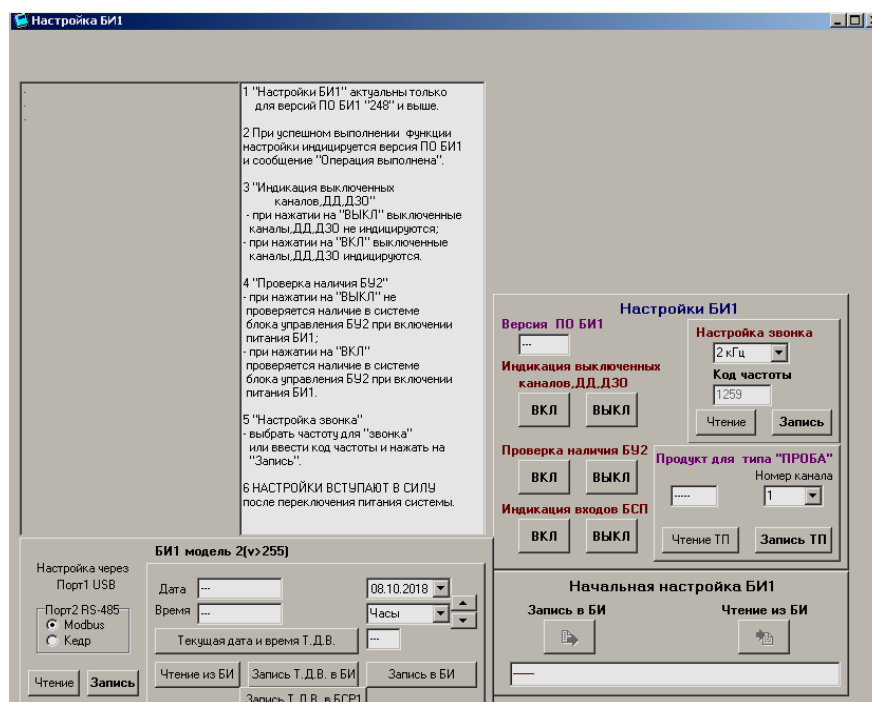 Настройка БИ1
1 "Настройки БИ1" актуальны только
для версий ПО БИ1 "248" и выше.
2 При успешном выполнении функции
настройки индицируется версия ПО БИ1
и сообщение "Операция выполнена".
3 "Индикация выключенных
каналов,ДД,ДЗО"
- при нажатии на "ВЫКЛ" выключенные
каналы,ДД,ДЗО не индицируются;
- при нажатии на "ВКЛ" выключенные
каналы,ДД,ДЗО индицируются.
4 "Проверка наличия БУ2"
- при нажатии на "ВЫКЛ" не
проверяется наличие в системе
блока управления БУ2 при включении
питания БИ1;
- при нажатии на "ВКЛ"
проверяется наличие в системе
блока управления БУ2 при включении
питания БИ1.
5 "Настройка звонка"
- выбрать частоту для "звонка"
или ввести код частоты и нажать на
"Запись".
6 НАСТРОЙКИ ВСТУПАЮТ В СИЛУ
после переключения питания системы.
Настройки БИ1
Версия ПО БИ1
---
Индикация выключенных
каналов,ДД,ДЗО
ВКЛ ВЫКЛ
Проверка наличия БУ2
ВКЛ ВЫКЛ
Индикация входов БСП
ВКЛ ВЫКЛ
Настройка звонка
2 кГц
Код частоты
1259
Чтение Запись
Продукт для типа "ПРОБА"
Номер канала
----- 1
Чтение ТП Запись ТП
Настройка через
Порт1 USB
Порт2 RS-485
Modbus
Кедр
Чтение Запись
БИ1 модель 2(v>255)
Дата --- 08.10.2018
Время --- Часы
Текущая дата и время Т.Д.В. ---
Чтение из БИ Запись Т.Д.В. в БИ Запись в БИ
Запись Т.Д.В. в БСР1
Начальная настройка БИ1
Запись в БИ Чтение из БИ